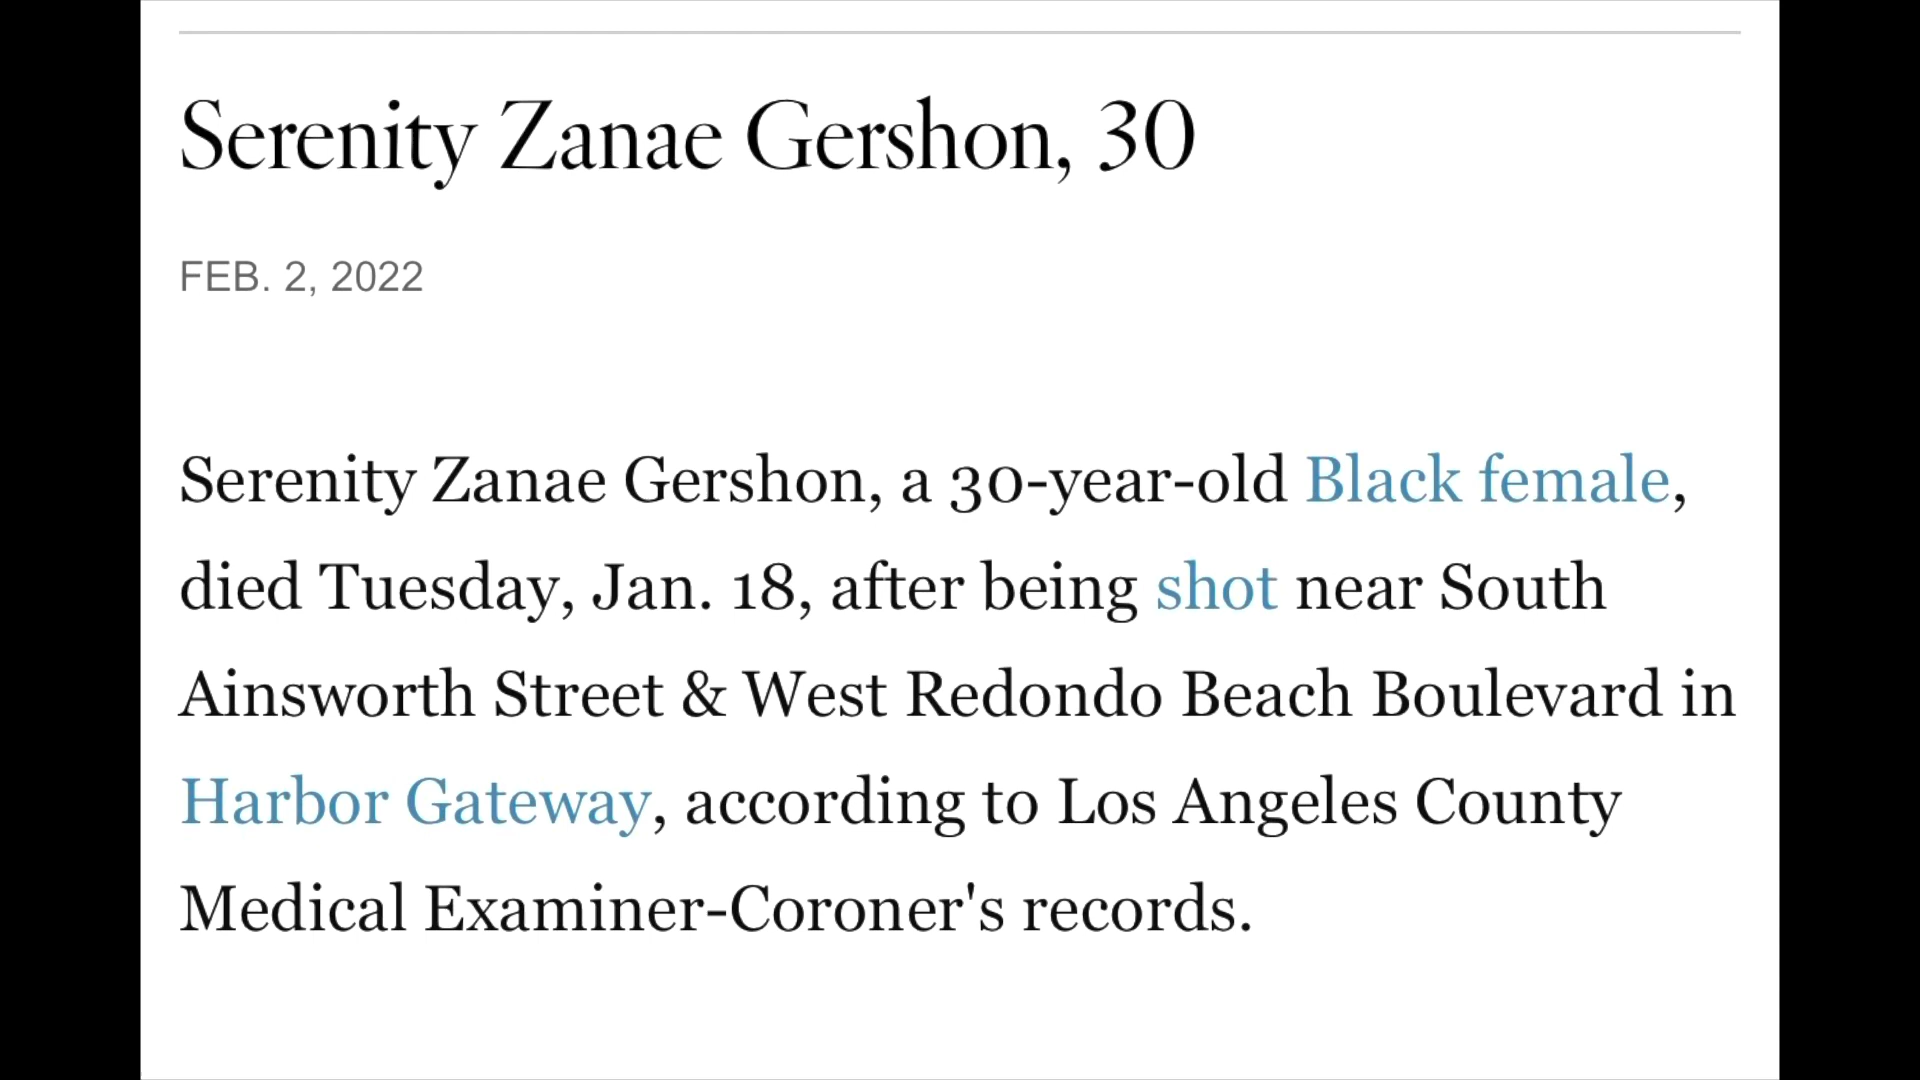 Serenity Zanae Gershon, 30
FEB. 2, 2022
Serenity Zanae Gershon, a 30-year-old Black female,
died Tuesday, Jan. 18, after being shot near South
Ainsworth Street & West Redondo Beach Boulevard in
Harbor Gateway, according to Los Angeles County
Medical Examiner-Coroner's records.